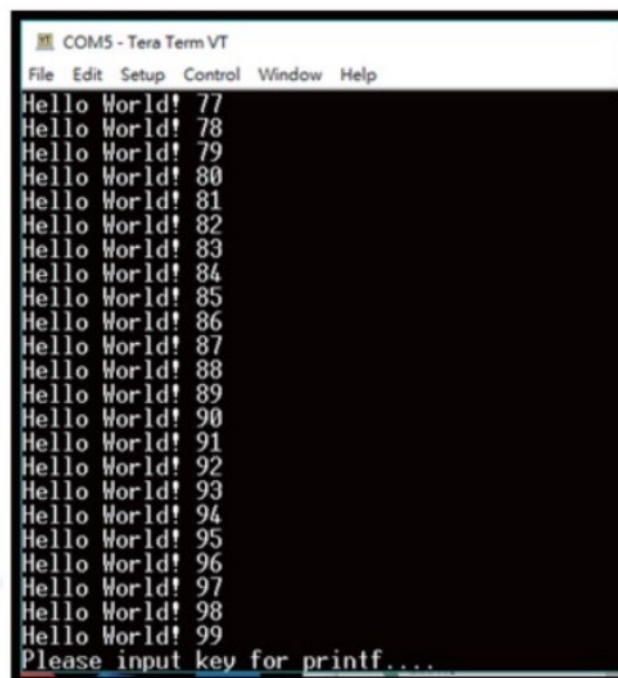 COM5 - Tera Term VT
File Edit Setup Control Window Help
Hello World! 77
Hello World! 78
Hello World! 79
Hello World! 80
Hello World! 81
Hello World! 82
Hello World! 83
Hello World! 84
Hello World! 85
Hello World! 86
Hello World! 87
Hello World! 88
Hello World! 89
Hello World! 90
Hello World! 91
Hello World! 92
Hello World! 93
Hello World! 94
Hello World! 95
Hello World! 96
Hello World! 97
Hello World! 98
Hello World! 99
Please input key for printf....